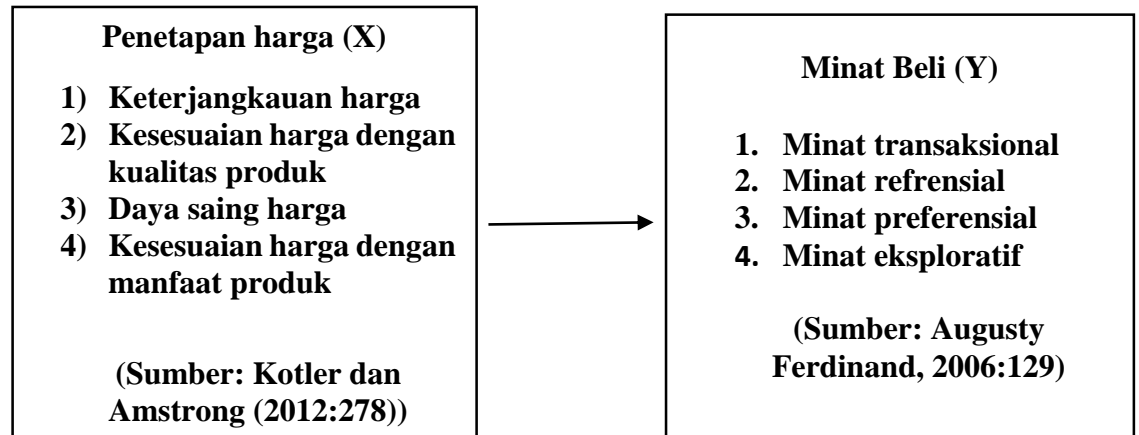 Penetapan harga (X)
1) Keterjangkauan harga
2) Kesesuaian harga dengan
kualitas produk
3) Daya saing harga
4) Kesesuaian harga dengan
manfaat produk
(Sumber: Kotler dan
Amstrong (2012:278))
Minat Beli (Y)
1. Minat transaksional
2. Minat refrensial
3. Minat preferensial
4. Minat eksploratif
(Sumber: Augusty
Ferdinand, 2006:129)